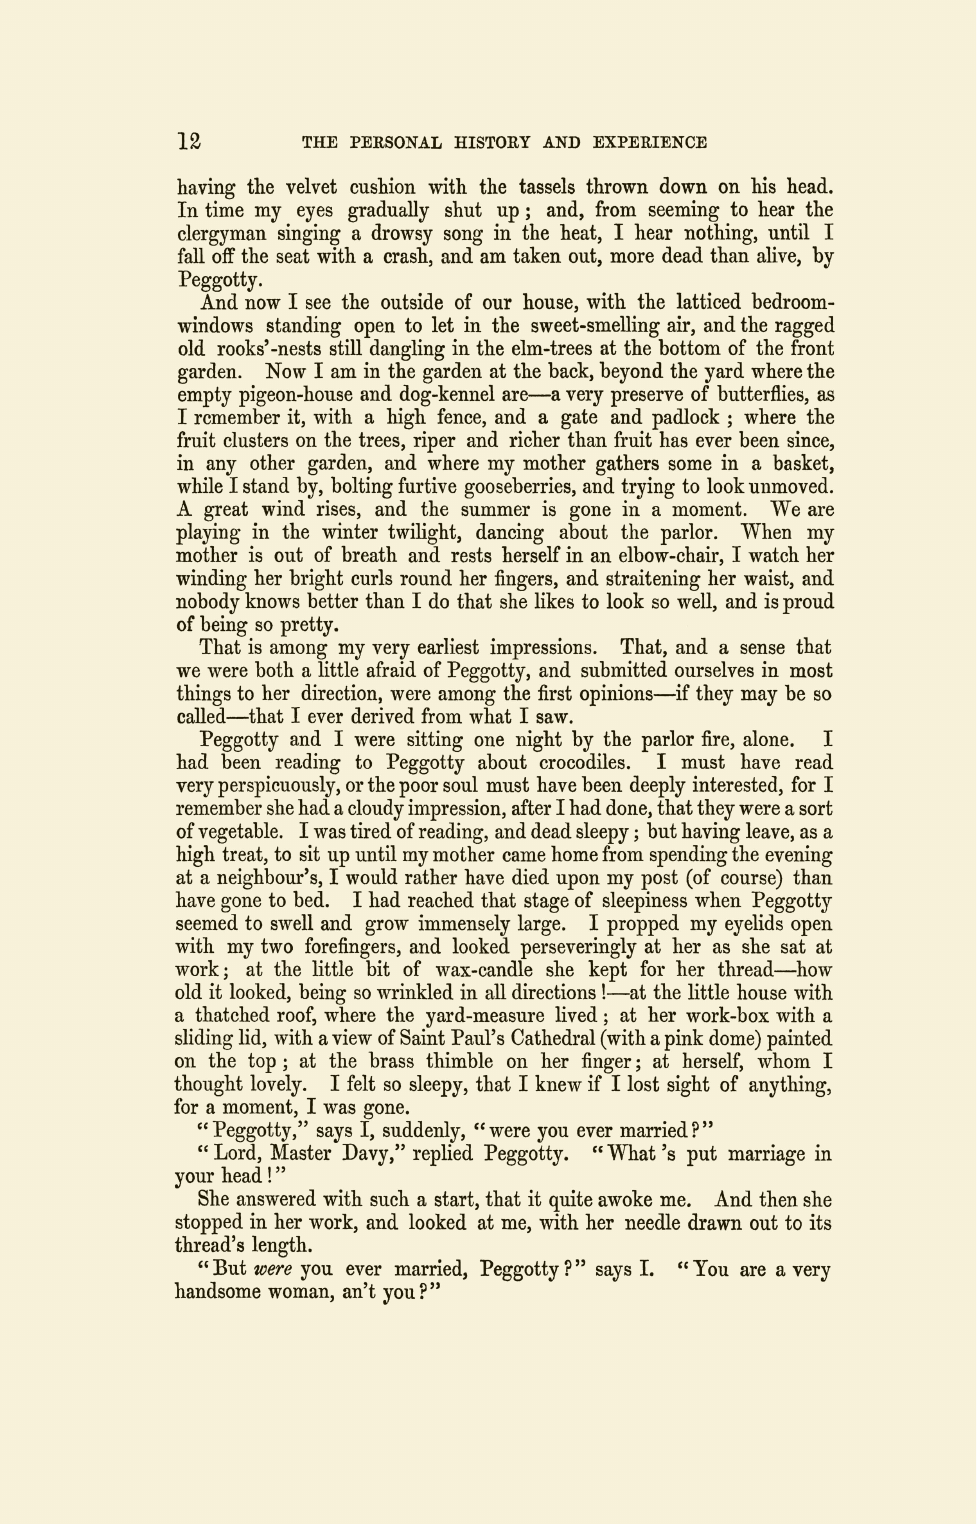 12 THE PERSONAL HISTORY AND EXPERIENCE
having the velvet cushion with the tassels thrown down on his head.
In time my eyes gradually shut up ; and, from seeming to hear the
clergyman singing a drowsy song in the heat, I hear nothing, until I
fall off the seat with a crash, and am taken out, more dead than alive, by
Peggotty.
And now I see the outside of our house, with the latticed bedroom-
windows standing open to let in the sweet-smelling air, and the ragged
old rooks'-nests still dangling in the elm-trees at the bottom of the front
garden. Now I am in the garden at the back, beyond the yard where the
empty pigeon-house and dog-kennel are—a very preserve of butterflies, as
I remember it, with a high fence, and a gate and padlock ; where the
fruit clusters on the trees, riper and richer than fruit has ever been since,
in any other garden, and where my mother gathers some in a basket,
while I stand by, bolting furtive gooseberries, and trying to look unmoved.
A great wind rises, and the summer is gone in a moment. We are
playing in the winter twilight, dancing about the parlor. When my
mother is out of breath and rests herself in an elbow-chair, I watch her
winding her bright curls round her fingers, and straitening her waist, and
nobody knows better than I do that she likes to look so well, and is proud
of being so pretty.
That is among my very earliest impressions. That, and a sense that
we were both a little afraid of Peggotty, and submitted ourselves in most
things to her direction, were among the first opinions—if they may be so
called—that I ever derived from what I saw.
Peggotty and I were sitting one night by the parlor fire, alone. I
had been reading to Peggotty about crocodiles. I must have read
very perspicuously, or the poor soul must have been deeply interested, for I
remember she had a cloudy impression, after I had done, that they were a sort
of vegetable. I was tired of reading, and dead sleepy ; but having leave, as a
high treat, to sit up until my mother came home from spending the evening
at a neighbour's, I would rather have died upon my post (of course) than
have gone to bed. I had reached that stage of sleepiness when Peggotty
seemed to swell and grow immensely large. I propped my eyelids open
with my two forefingers, and looked perseveringly at her as she sat at
work ; at the little bit of wax-candle she kept for her thread—how
old it looked, being so wrinkled in all directions !—at the little house with
a thatched roof, where the yard-measure lived ; at her work-box with a
sliding lid, with a view of Saint Paul's Cathedral (with a pink dome) painted
on the top ; at the brass thimble on her finger ; at herself, whom I
thought lovely. I felt so sleepy, that I knew if I lost sight of anything,
for a moment, I was gone.
"Peggotty," says I, suddenly, "were you ever married ?"
"Lord, Master Davy," replied Peggotty. "What 's put marriage in
your head !"
She answered with such a start, that it quite awoke me. And then she
stopped in her work, and looked at me, with her needle drawn out to its
thread's length.
"But were you ever married, Peggotty ?" says I. "You are a very
handsome woman, an't you ?"